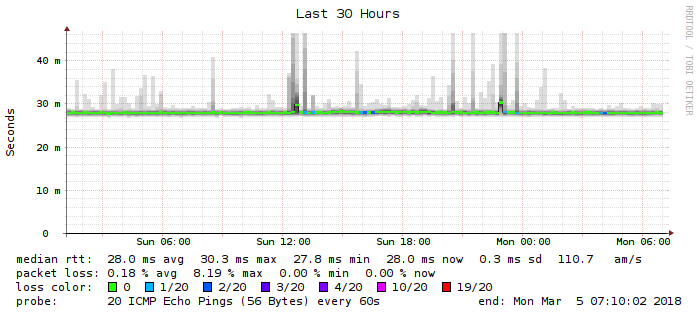 Last 30 Hours
RRDTOOL / TOBI OETIKER
Seconds
40 m
30 m
20 m
10 m
0
Sun 06:00 Sun 12:00 Sun 18:00 Mon 00:00 Mon 06:00
median rtt: 28.0 ms avg 30.3 ms max 27.8 ms min 28.0 ms now 0.3 ms sd 110.7 am/s
packet loss: 0.18 % avg 8.19 % max 0.00 % min 0.00 % now
loss color: 0 1/20 2/20 3/20 4/20 10/20 19/20
probe: 20 ICMP Echo Pings (56 Bytes) every 60s end: Mon Mar 5 07:10:02 2018